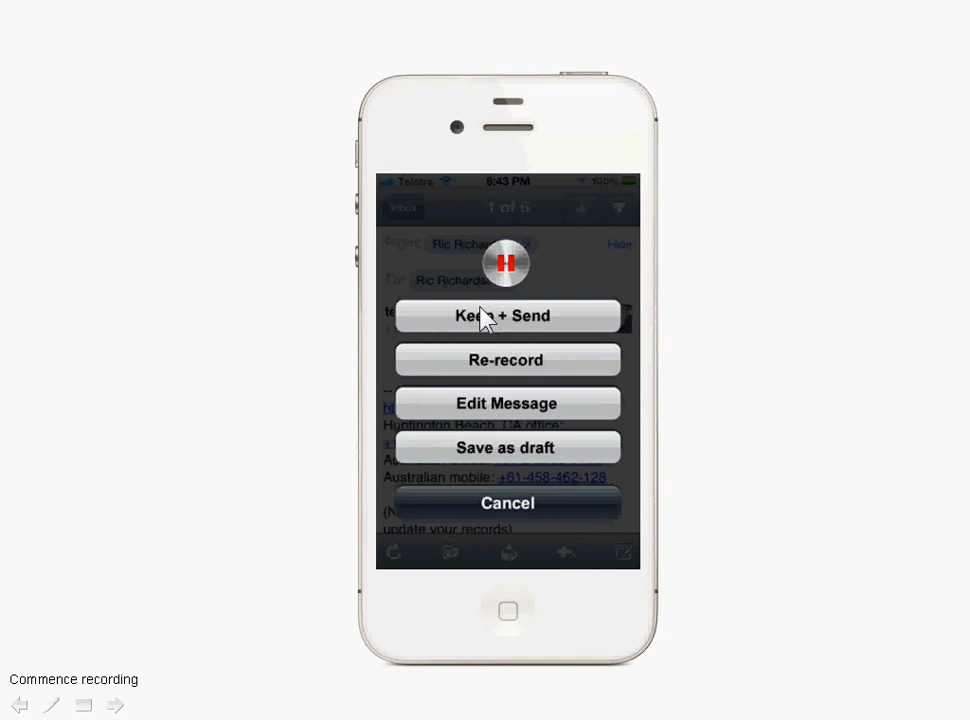 Telstra 6:43 PM 100%
Inbox 1 of 6
Ric Richards Hide
To: Ric Richards
Keep + Send
Re-record
Edit Message
--
Huntington Beach, CA office:
Save as draft
Australian mobile: +61-458-462-128
Cancel
update your records)
Commence recording